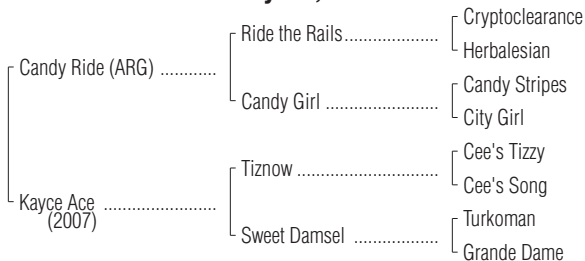 Cryptoclearance
Ride the Rails....................
Herbalesian
Candy Ride (ARG) ............
Candy Stripes
Candy Girl ........................
City Girl
Cee's Tizzy
Tiznow ..............................
Cee's Song
Kayce Ace ........................
(2007)
Turkoman
Sweet Damsel ..................
Grande Dame